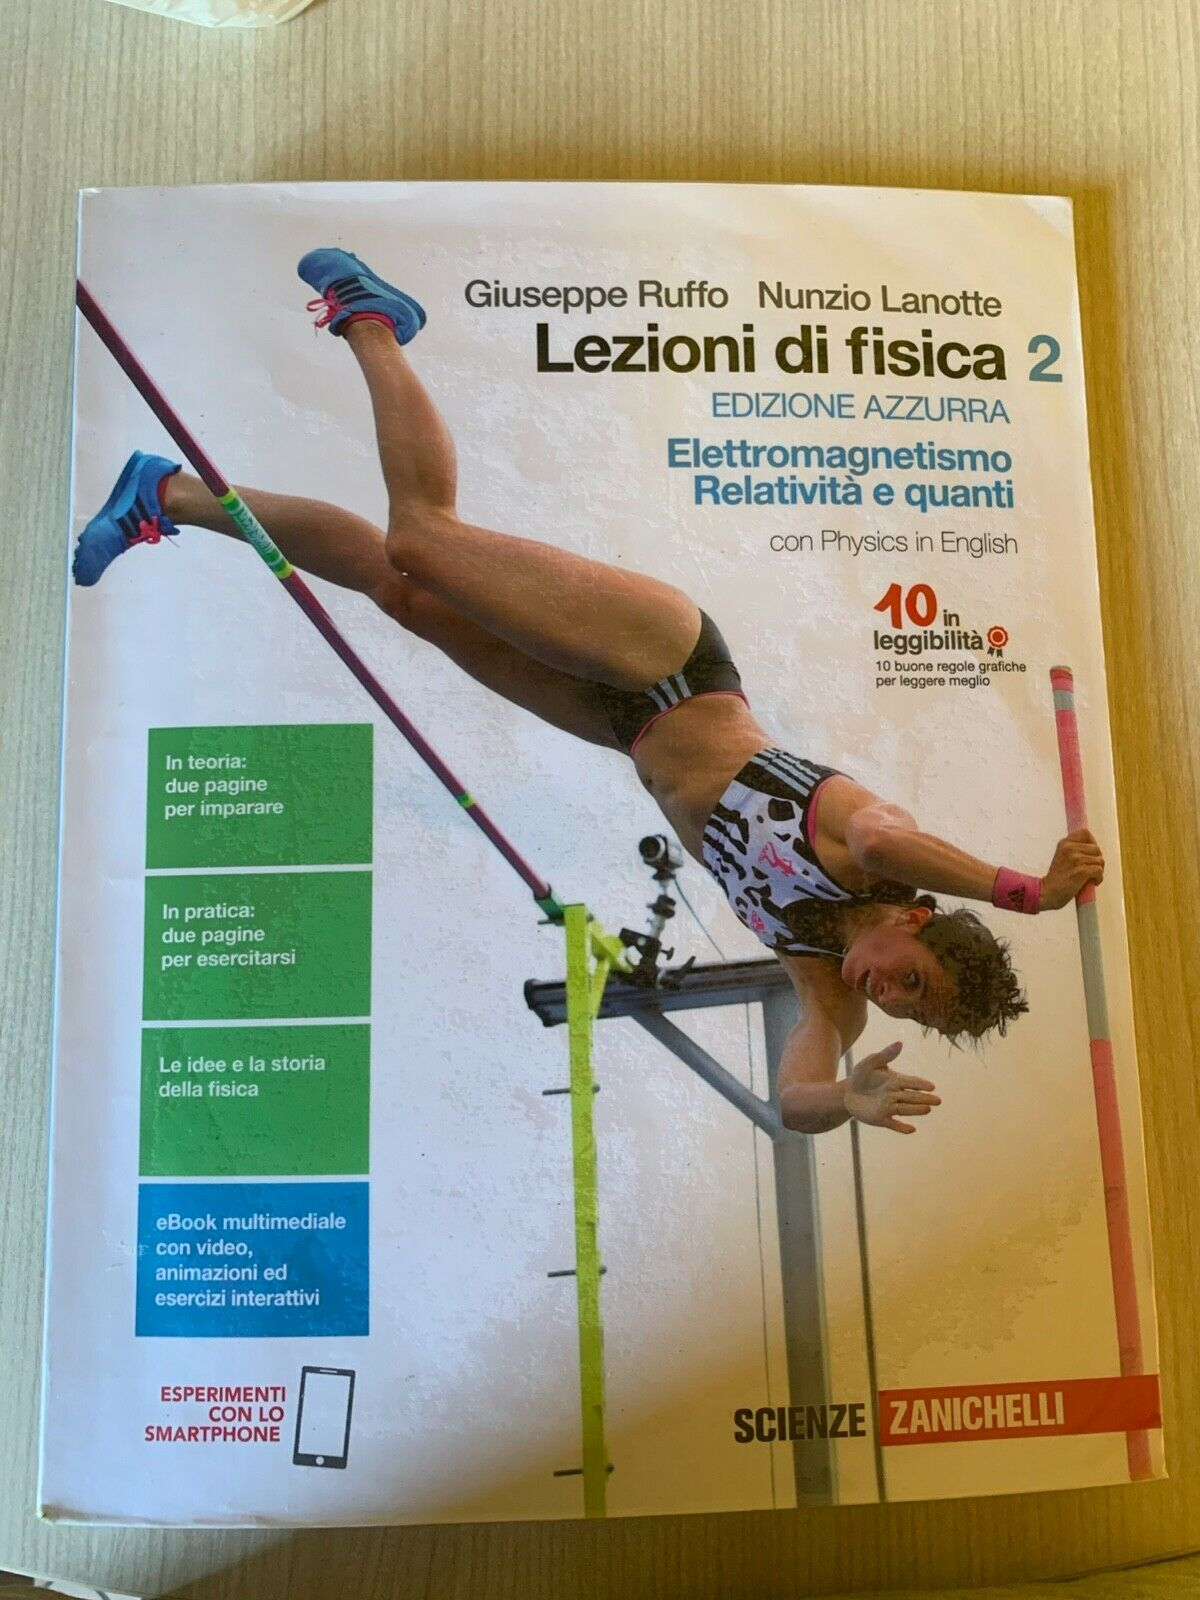 Giuseppe Ruffo Nunzio Lanotte
Lezioni di fisica 2
EDIZIONE AZZURRA
Elettromagnetismo
Relatività e quanti
con Physics in English
10 in
leggibilità
10 buone regole grafiche
per leggere meglio
In teoria:
due pagine
per imparare
In pratica:
due pagine
per esercitarsi
Le idee e la storia
della fisica
eBook multimediale
con video,
animazioni ed
esercizi interattivi
ESPERIMENTI
CON LO
SMARTPHONE
SCIENZE ZANICHELLI